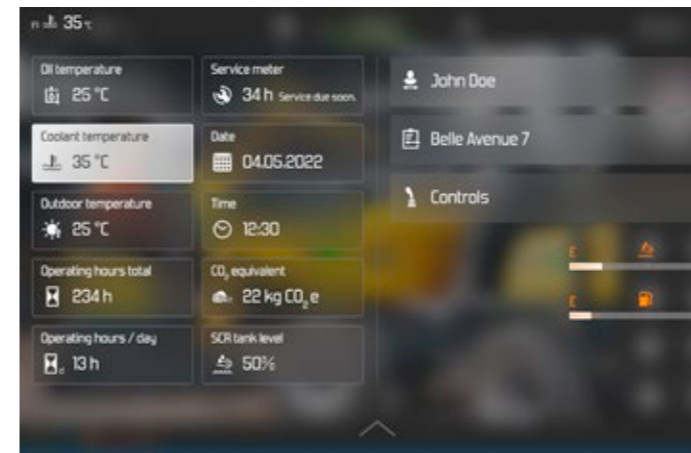 n 35 °C
Oil temperature
25 °C
Service meter
34 h Service due soon.
Coolant temperature
35 °C
Date
04.05.2022
Outdoor temperature
25 °C
Time
12:30
Operating hours total
234 h
CO₂ equivalent
22 kg CO₂ e
Operating hours / day
d 13 h
SCR tank level
50%
John Doe
Belle Avenue 7
Controls
E
E